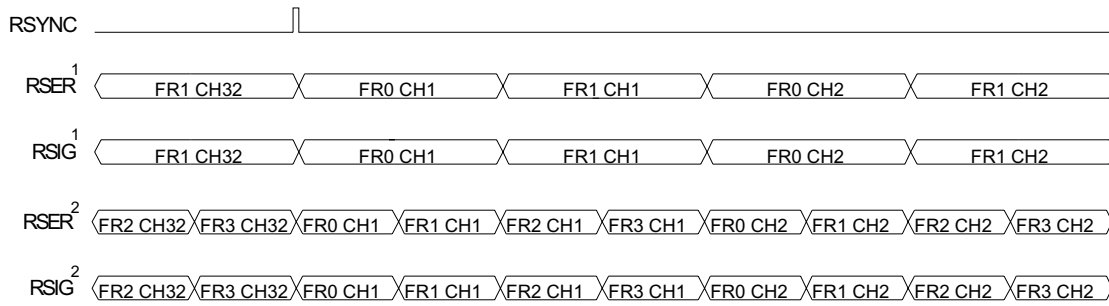 RSYNC
RSER¹ FR1 CH32 FR0 CH1 FR1 CH1 FR0 CH2 FR1 CH2
RSIG¹ FR1 CH32 FR0 CH1 FR1 CH1 FR0 CH2 FR1 CH2
RSER² FR2 CH32 FR3 CH32 FR0 CH1 FR1 CH1 FR2 CH1 FR3 CH1 FR0 CH2 FR1 CH2 FR2 CH2 FR3 CH2
RSIG² FR2 CH32 FR3 CH32 FR0 CH1 FR1 CH1 FR2 CH1 FR3 CH1 FR0 CH2 FR1 CH2 FR2 CH2 FR3 CH2